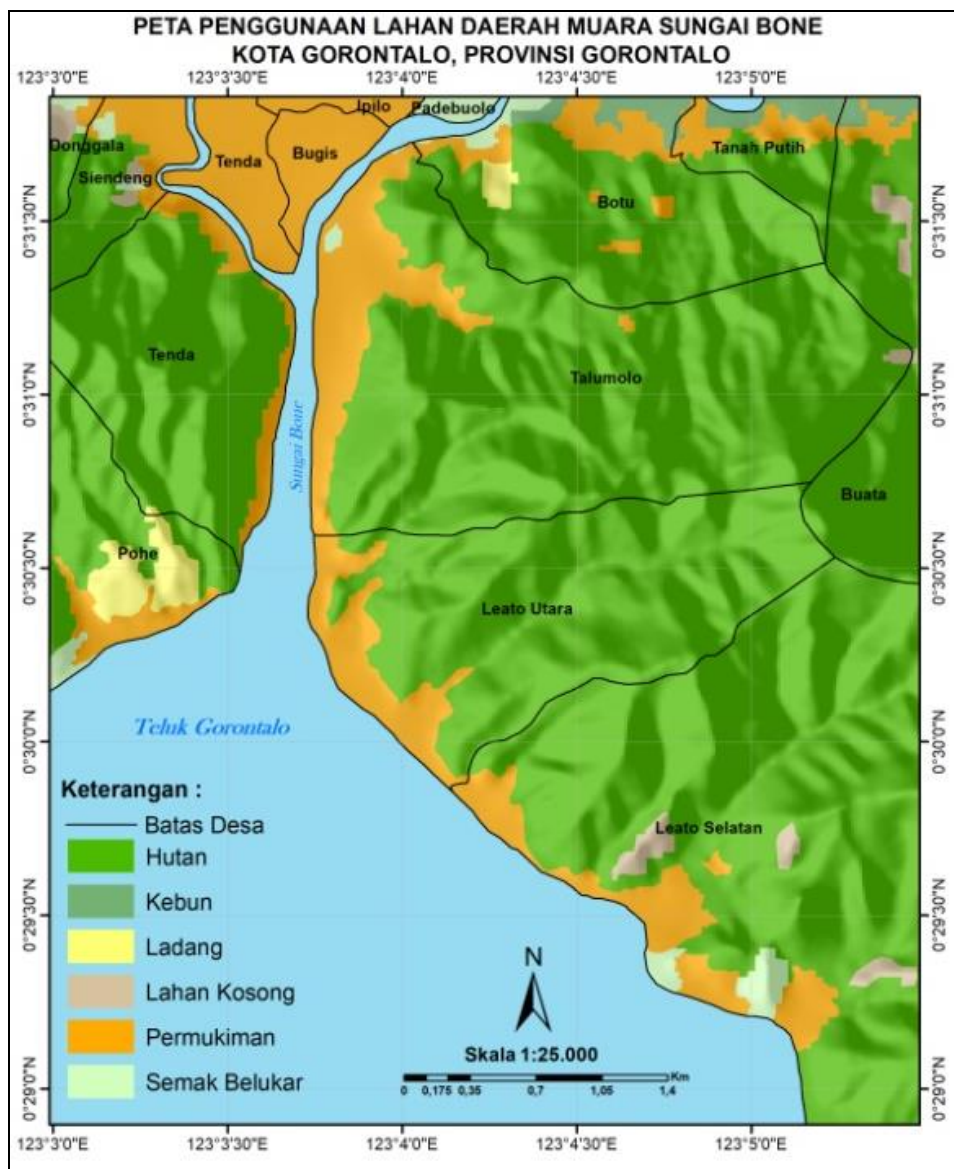 PETA PENGGUNAAN LAHAN DAERAH MUARA SUNGAI BONE
KOTA GORONTALO, PROVINSI GORONTALO
123°3'0"E 123°3'30"E 123°4'0"E 123°4'30"E 123°5'0"E
Ipilo
Padebuolo
Donggala
Tenda
Bugis
Tanah Putih
Siendeng
Botu
0°31'30"N 0°31'30"N
Tenda
Talumolo
0°31'0"N 0°31'0"N
Sungai Bone
Buata
Pohe
0°30'30"N 0°30'30"N
Leato Utara
Teluk Gorontalo
0°30'0"N 0°30'0"N
Keterangan :
Batas Desa
Leato Selatan
Hutan
Kebun
0°29'30"N 0°29'30"N
Ladang
N
Lahan Kosong
Permukiman
Skala 1:25.000
Km
Semak Belukar
0 0,175 0,35 0,7 1,05 1,4
0°29'0"N 0°29'0"N
123°3'0"E 123°3'30"E 123°4'0"E 123°4'30"E 123°5'0"E